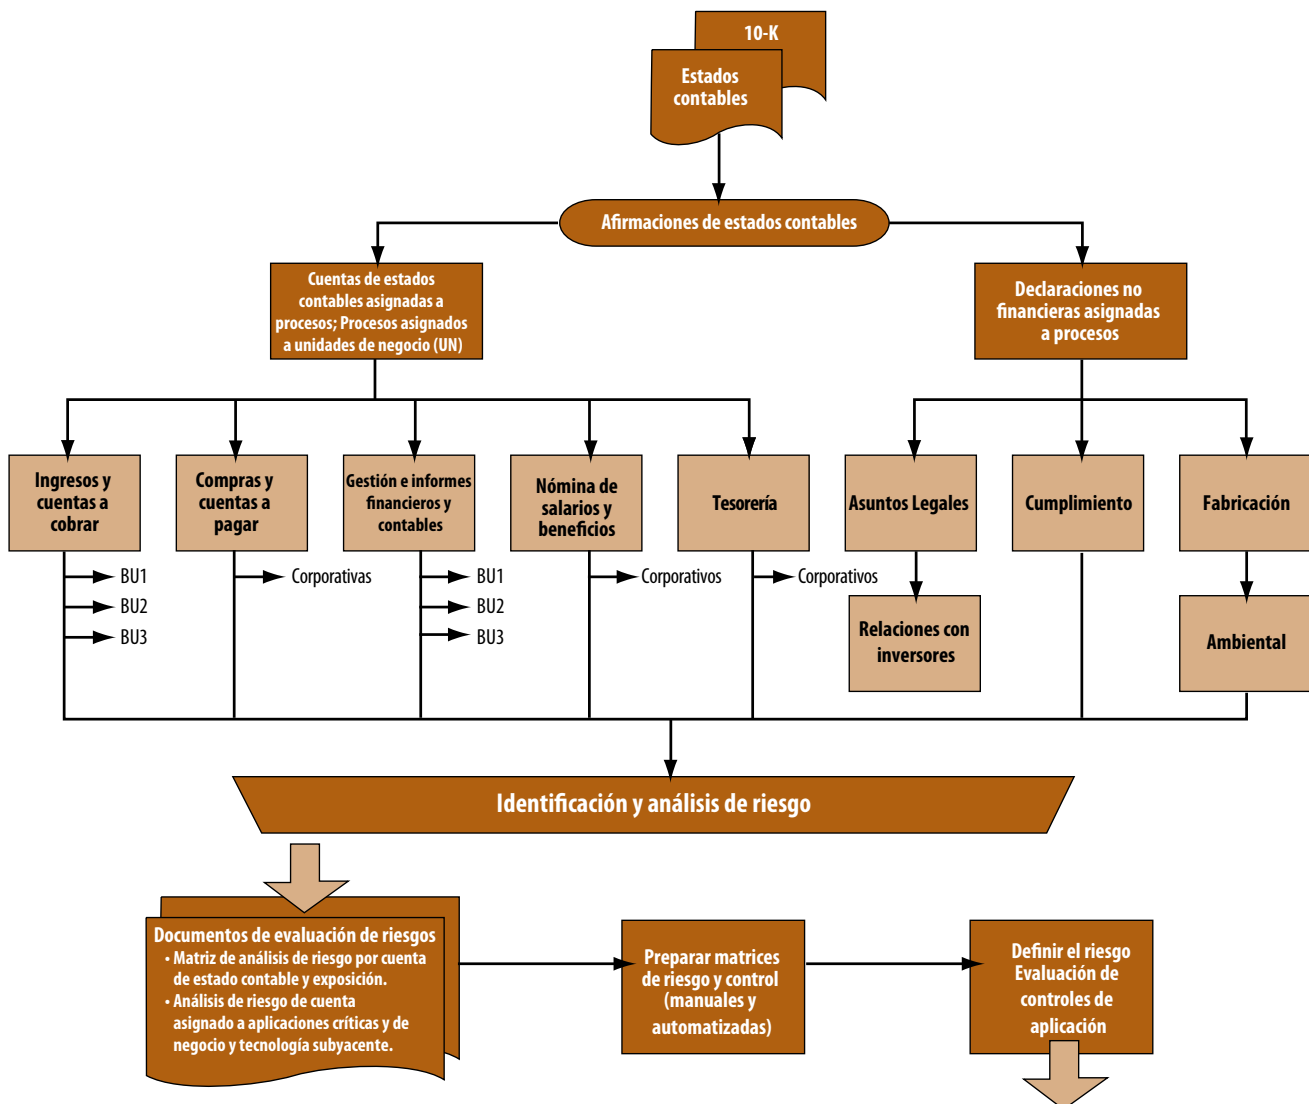 10-K
Estados
contables
Afirmaciones de estados contables
Cuentas de estados
contables asignadas a
procesos; Procesos asignados
a unidades de negocio (UN)
Declaraciones no
financieras asignadas
a procesos
Ingresos y
cuentas a
cobrar
Compras y
cuentas a
pagar
Gestión e informes
financieros y
contables
Nómina de
salarios y
beneficios
Tesorería
Asuntos Legales
Cumplimiento
Fabricación
BU1
BU2
BU3
Corporativas
BU1
BU2
BU3
Corporativos
Corporativos
Relaciones con
inversores
Ambiental
Identificación y análisis de riesgo
Documentos de evaluación de riesgos
• Matriz de análisis de riesgo por cuenta
de estado contable y exposición.
• Análisis de riesgo de cuenta
asignado a aplicaciones críticas y de
negocio y tecnología subyacente.
Preparar matrices
de riesgo y control
(manuales y
automatizadas)
Definir el riesgo
Evaluación de
controles de
aplicación